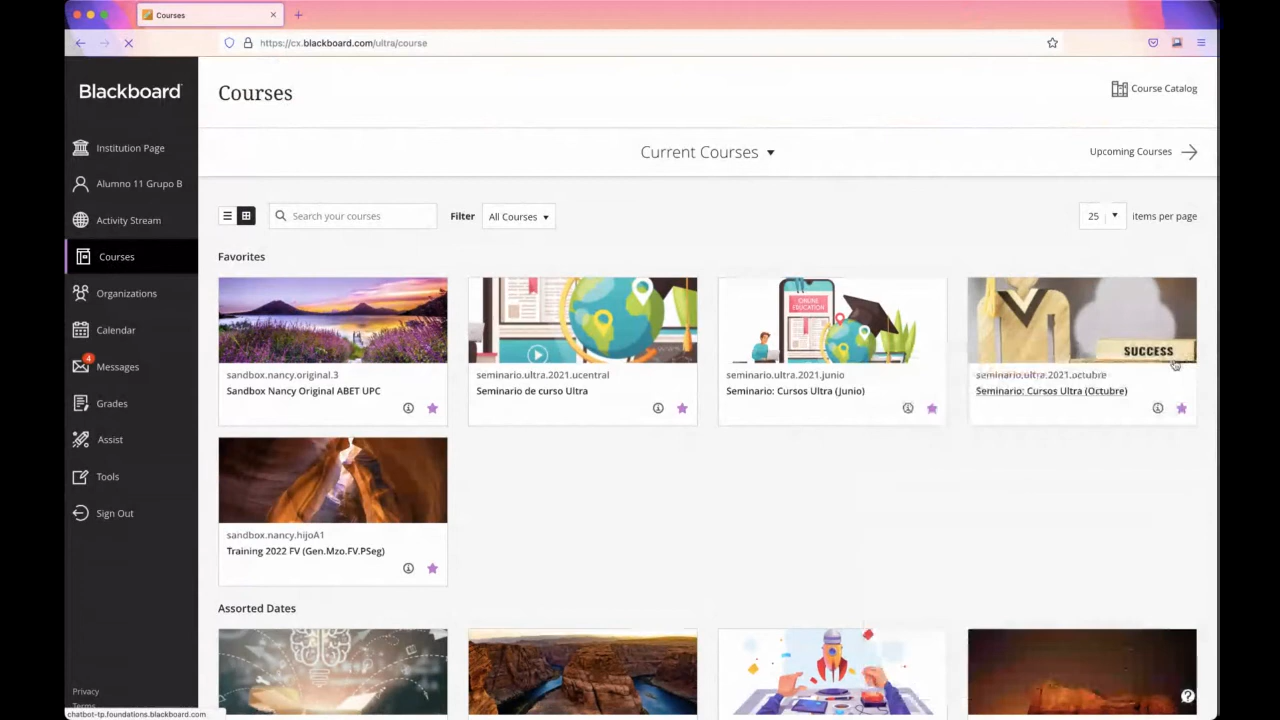 Courses
https://cx.blackboard.com/ultra/course
Blackboard
Institution Page
Alumno 11 Grupo B
Activity Stream
Courses
Organizations
Calendar
4
Messages
Grades
Assist
Tools
Sign Out
Privacy
Terms
chatbot-tp.foundations.blackboard.com
Courses
Course Catalog
Current Courses
Upcoming Courses
Search your courses
Filter
All Courses
25
items per page
Favorites
sandbox.nancy.original.3
Sandbox Nancy Original ABET UPC
seminario.ultra.2021.ucentral
Seminario de curso Ultra
ONLINE
EDUCATION
seminario.ultra.2021.junio
Seminario: Cursos Ultra (Junio)
SUCCESS
seminario.ultra.2021.octubre
Seminario: Cursos Ultra (Octubre)
sandbox.nancy.hijoA1
Training 2022 FV (Gen.Mzo.FV.PSeg)
Assorted Dates